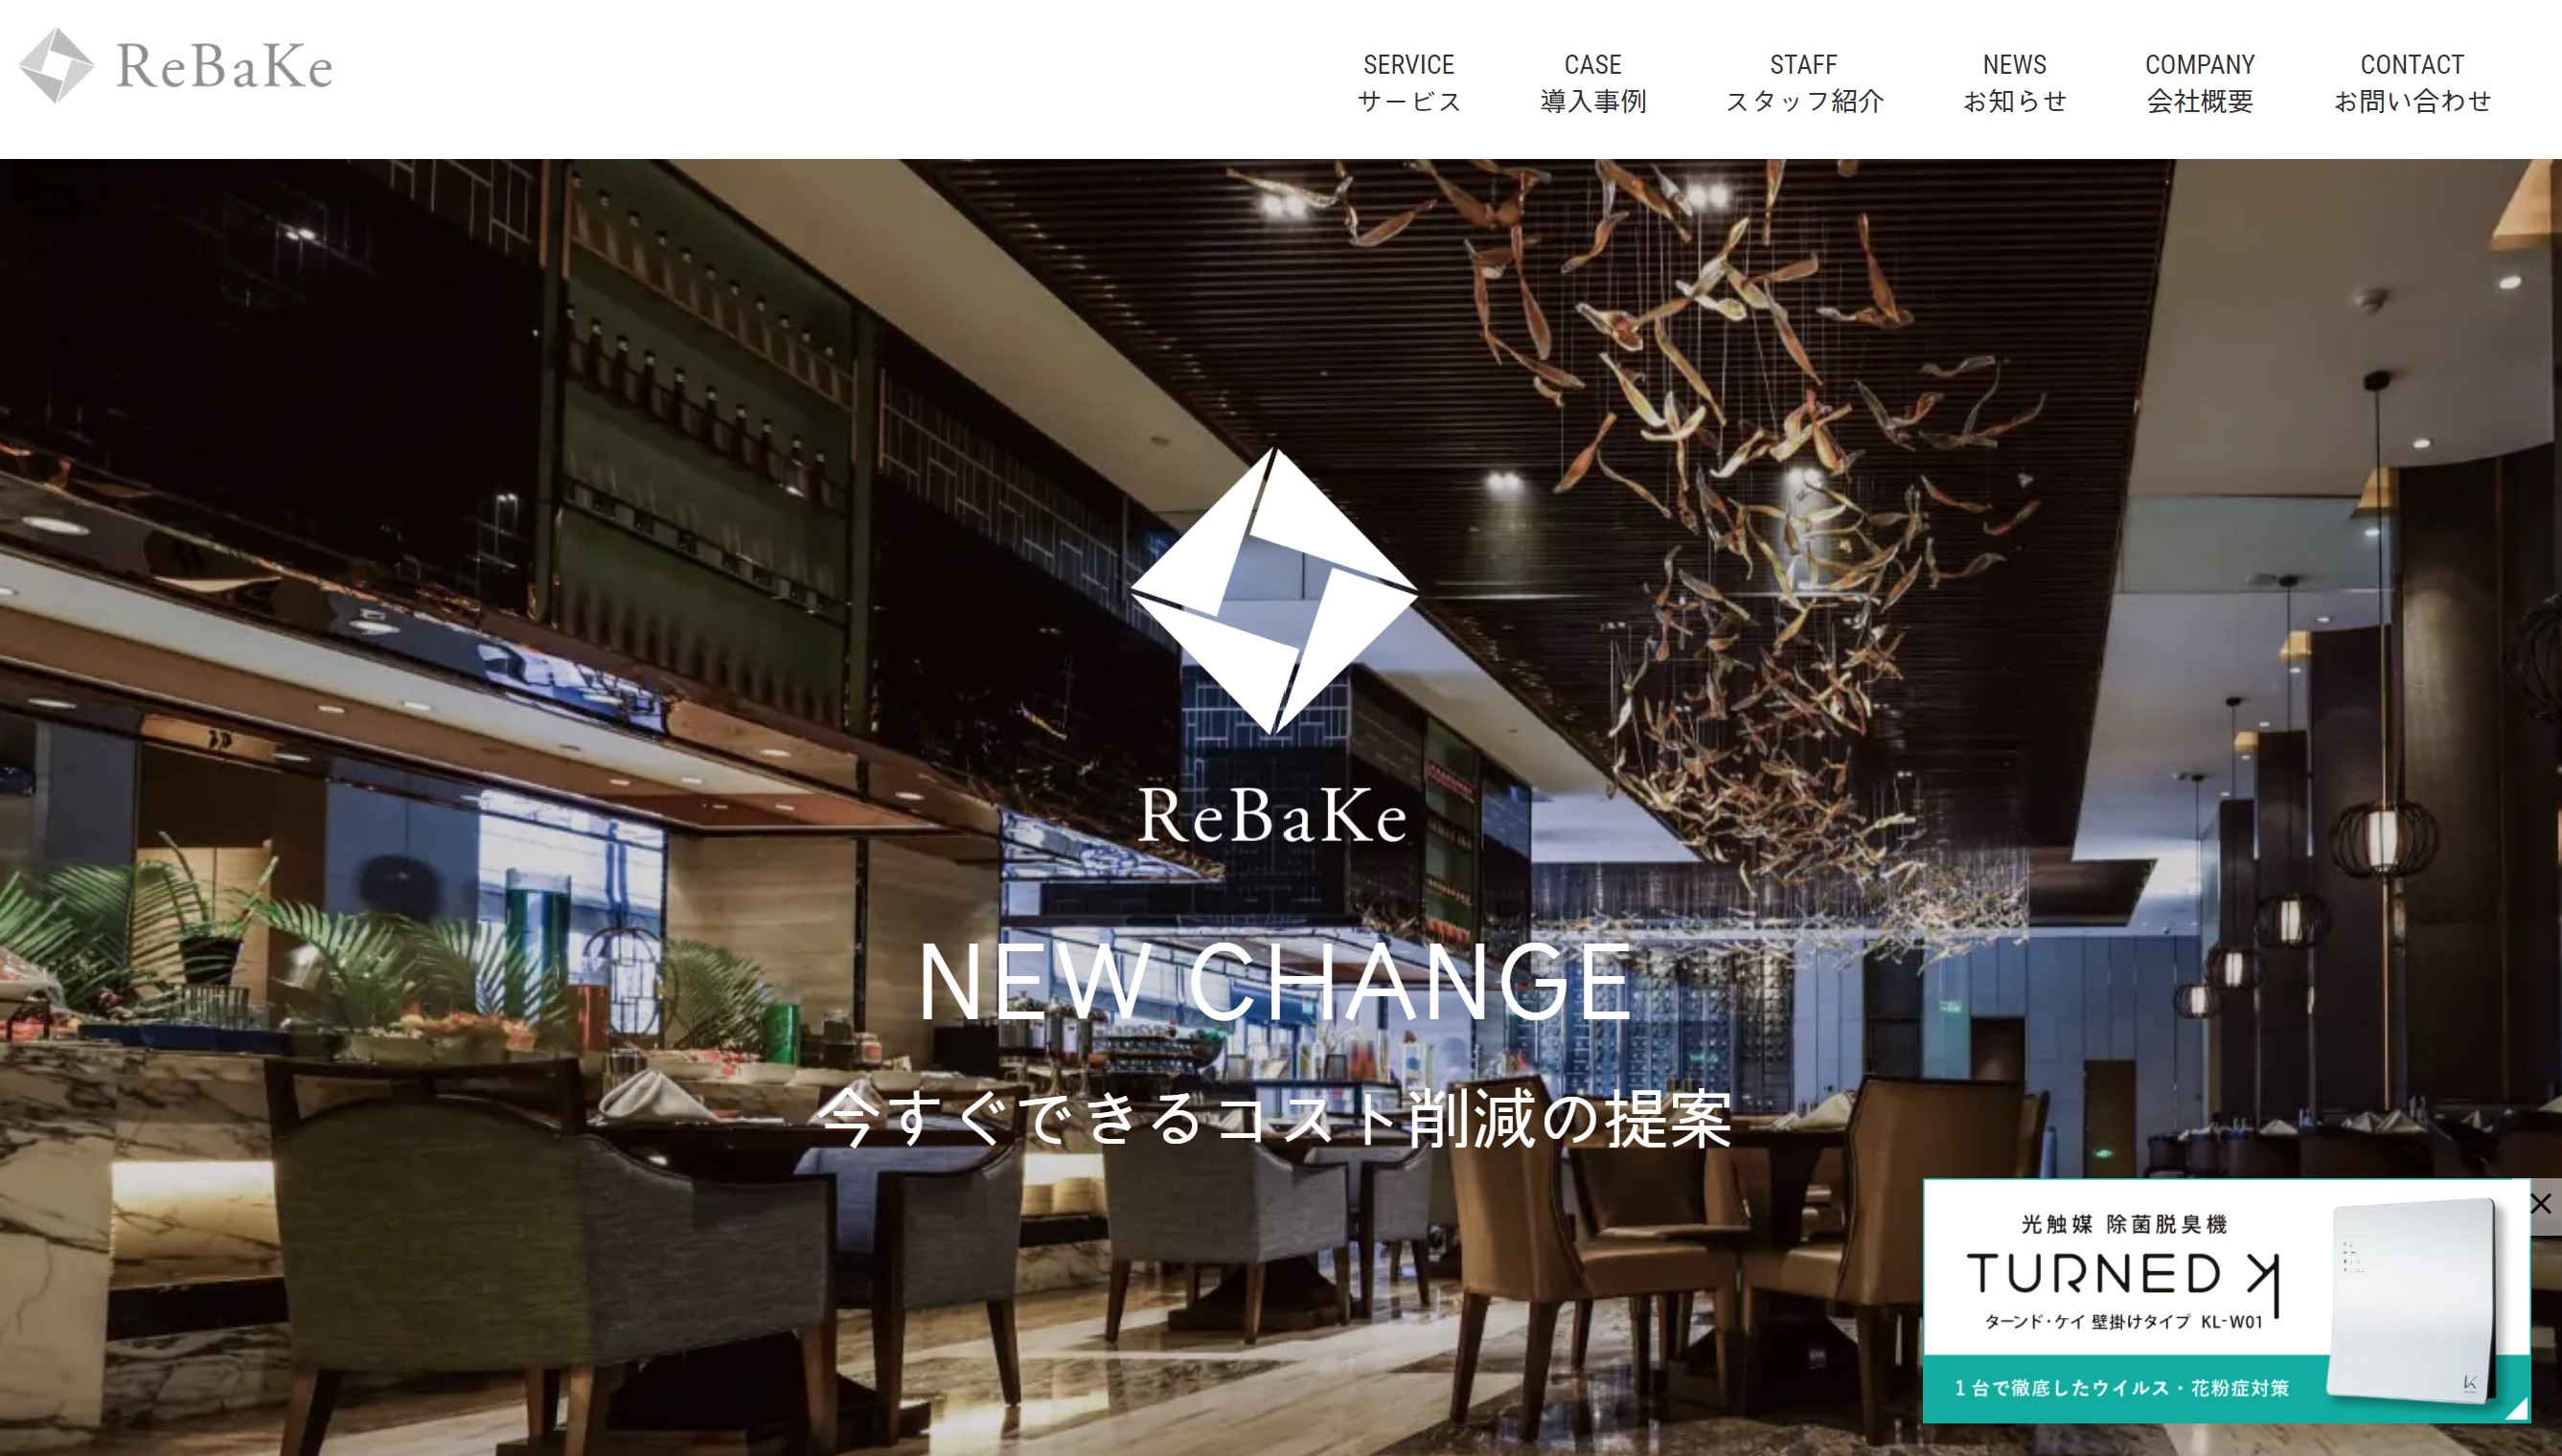 ReBaKe
SERVICE
サービス
CASE
導入事例
STAFF
スタッフ紹介
NEWS
お知らせ
COMPANY
会社概要
CONTACT
お問い合わせ
ReBaKe
NEW CHANGE
今すぐできるコスト削減の提案
光触媒 除菌脱臭機
TURNED K
ターンド・ケイ 壁掛けタイプ KL-W01
1台で徹底したウイルス・花粉症対策